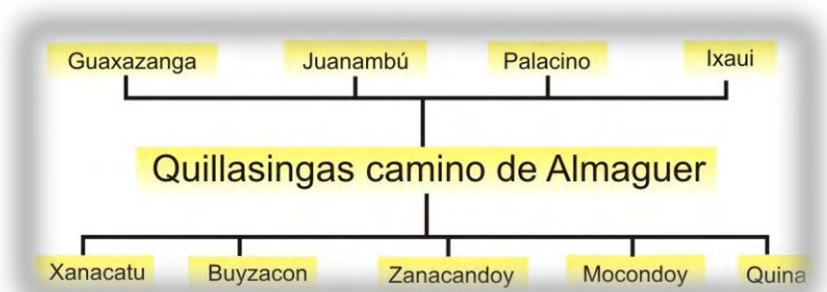 Guaxazanga Juanambú Palacino Ixaui
Quillasingas camino de Almaguer
Xanacatu Buyzacon Zanacandoy Mocondoy Quina